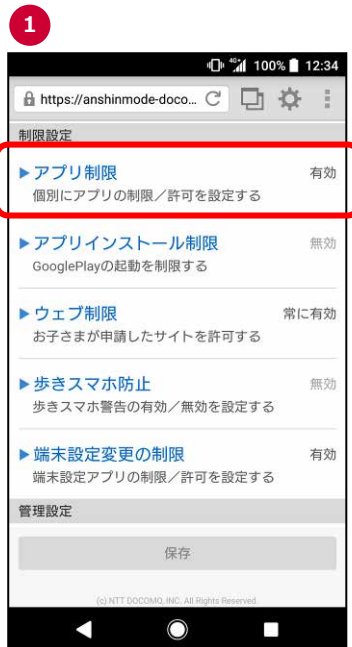 1
4G 100% 12:34
https://anshinmode-doco...
制限設定
▶アプリ制限 有効
個別にアプリの制限／許可を設定する
▶アプリインストール制限 無効
GooglePlayの起動を制限する
▶ウェブ制限 常に有効
お子さまが申請したサイトを許可する
▶歩きスマホ防止 無効
歩きスマホ警告の有効／無効を設定する
▶端末設定変更の制限 有効
端末設定アプリの制限／許可を設定する
管理設定
保存
(c) NTT DOCOMO, INC. All Rights Reserved.